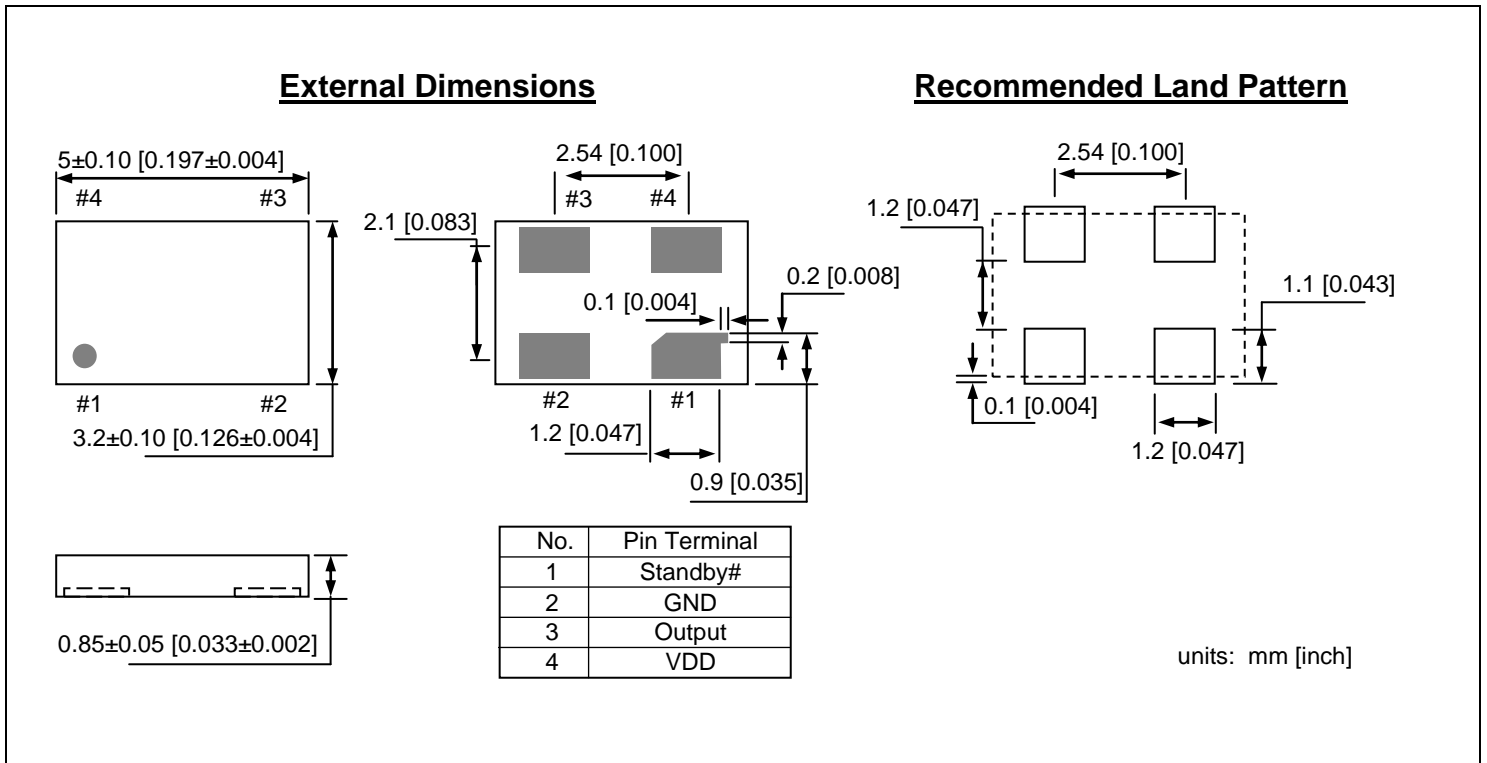 External Dimensions
Recommended Land Pattern
5±0.10 [0.197±0.004]
#4
#3
#1
#2
3.2±0.10 [0.126±0.004]
0.85±0.05 [0.033±0.002]
2.54 [0.100]
#3
#4
2.1 [0.083]
0.2 [0.008]
0.1 [0.004]
#2
#1
1.2 [0.047]
0.9 [0.035]
No. Pin Terminal
1 Standby#
2 GND
3 Output
4 VDD
2.54 [0.100]
1.2 [0.047]
1.1 [0.043]
0.1 [0.004]
1.2 [0.047]
units: mm [inch]